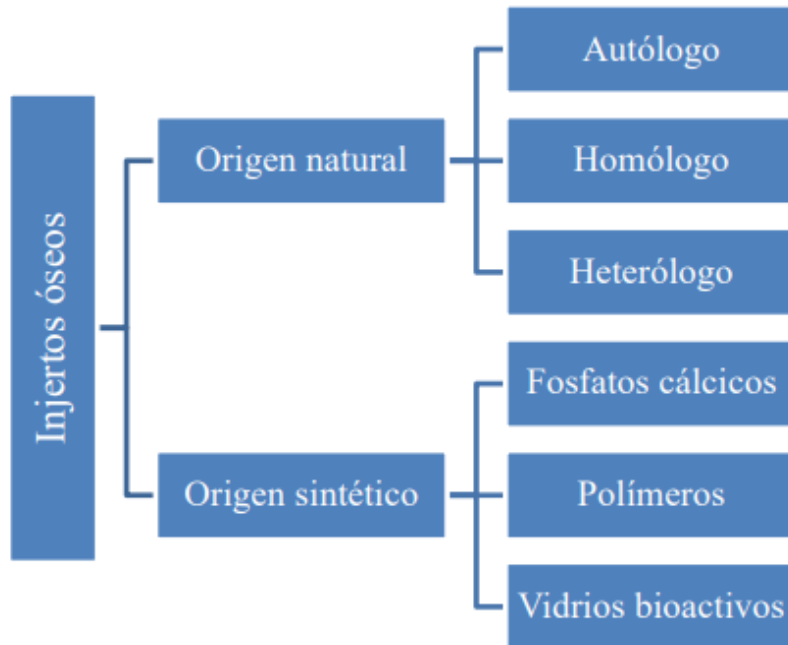 Injertos óseos
Origen natural
Autólogo
Homólogo
Heterólogo
Origen sintético
Fosfatos cálcicos
Polímeros
Vidrios bioactivos